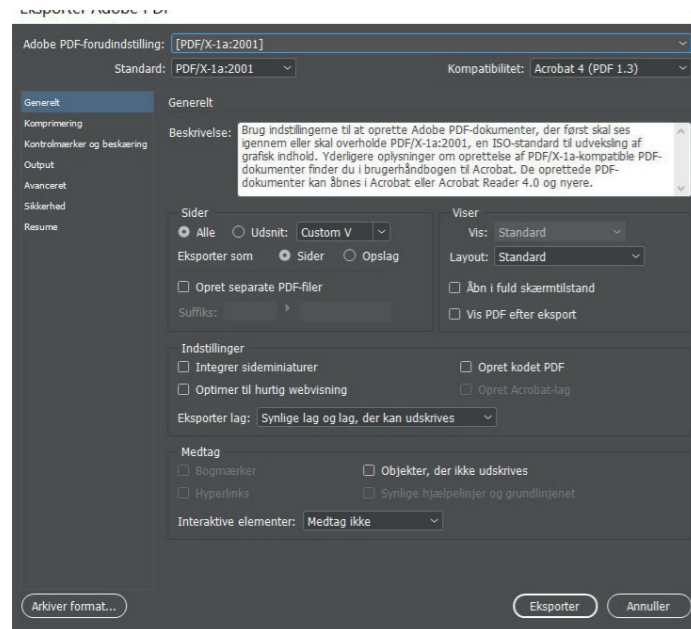 Eksporter Adobe PDF
Adobe PDF-forudindstilling: [PDF/X-1a:2001]
Standard: PDF/X-1a:2001 Kompatibilitet: Acrobat 4 (PDF 1.3)
Generelt
Komprimering
Kontrolmærker og beskæring
Output
Avanceret
Sikkerhed
Resume
Generelt
Beskrivelse: Brug indstillingerne til at oprette Adobe PDF-dokumenter, der først skal ses
igennem eller skal overholde PDF/X-1a:2001, en ISO-standard til udveksling af
grafisk indhold. Yderligere oplysninger om oprettelse af PDF/X-1a-kompatible PDF-
dokumenter finder du i brugerhåndbogen til Acrobat. De oprettede PDF-
dokumenter kan åbnes i Acrobat eller Acrobat Reader 4.0 og nyere.
Sider
Alle Udsnit: Custom V
Eksporter som Sider Opslag
Opret separate PDF-filer
Suffiks:
Viser
Vis: Standard
Layout: Standard
Åbn i fuld skærmtilstand
Vis PDF efter eksport
Indstillinger
Integrer sideminiaturer Opret kodet PDF
Optimer til hurtig webvisning Opret Acrobat-lag
Eksporter lag: Synlige lag og lag, der kan udskrives
Medtag
Bogmærker Objekter, der ikke udskrives
Hyperlinks Synlige hjælpelinjer og grundlinjenet
Interaktive elementer: Medtag ikke
Arkiver format... Eksporter Annuller